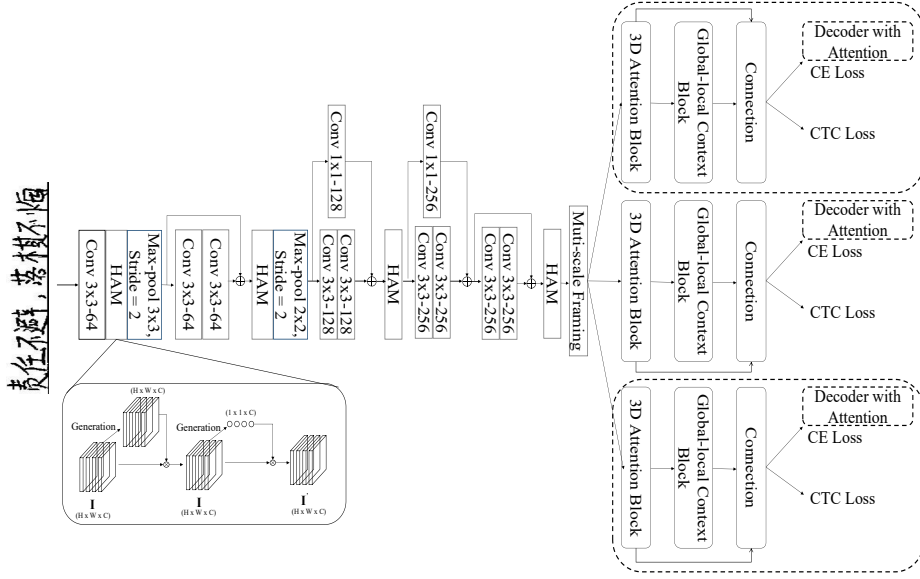 责任不避，
Conv 3x3-64
HAM
Max-pool 3x3,
Stride = 2
Conv 3x3-64
Conv 3x3-64
HAM
Max-pool 2x2,
Stride = 2
Conv 1x1-128
Conv 3x3-128
Conv 3x3-128
HAM
Conv 1x1-256
Conv 3x3-256
Conv 3x3-256
Conv 3x3-256
Conv 3x3-256
HAM
Muti-scale Framing
3D Attention Block
Global-local Context
Block
Connection
Decoder with
Attention
CE Loss
CTC Loss
3D Attention Block
Global-local Context
Block
Connection
Decoder with
Attention
CE Loss
CTC Loss
3D Attention Block
Global-local Context
Block
Connection
Decoder with
Attention
CE Loss
CTC Loss
(H x W x C)
Generation
I
(H x W x C)
(1 x 1 x C)
Generation
I
(H x W x C)
I'
(H x W x C)